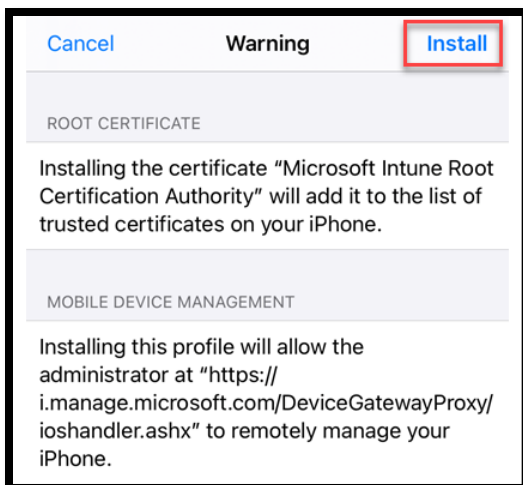 Cancel Warning Install
ROOT CERTIFICATE
Installing the certificate “Microsoft Intune Root
Certification Authority” will add it to the list of
trusted certificates on your iPhone.
MOBILE DEVICE MANAGEMENT
Installing this profile will allow the
administrator at “https://
i.manage.microsoft.com/DeviceGatewayProxy/
ioshandler.ashx” to remotely manage your
iPhone.